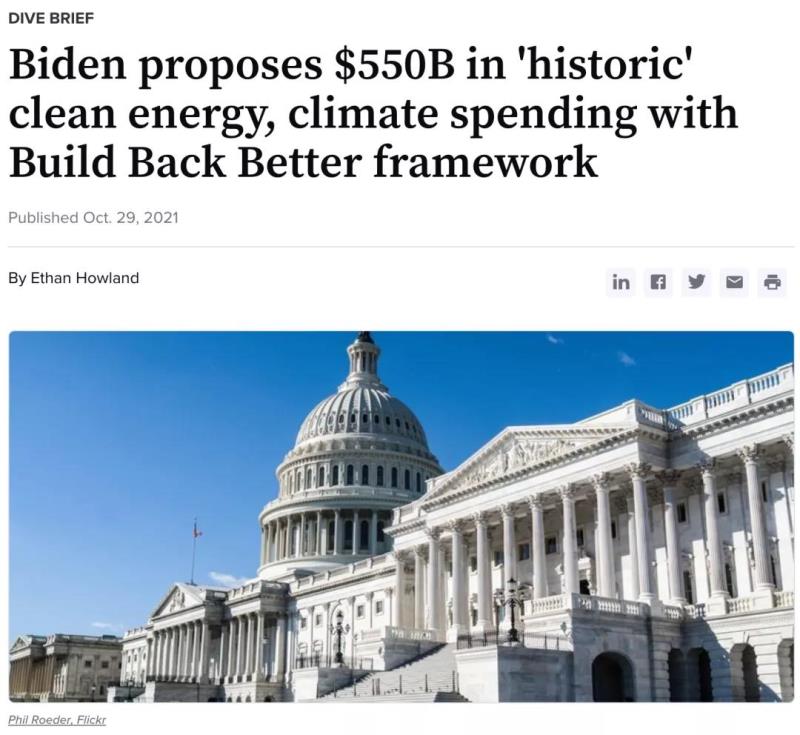 DIVE BRIEF
Biden proposes $550B in 'historic'
clean energy, climate spending with
Build Back Better framework
Published Oct. 29, 2021
By Ethan Howland
in
Phil Roeder, Flickr